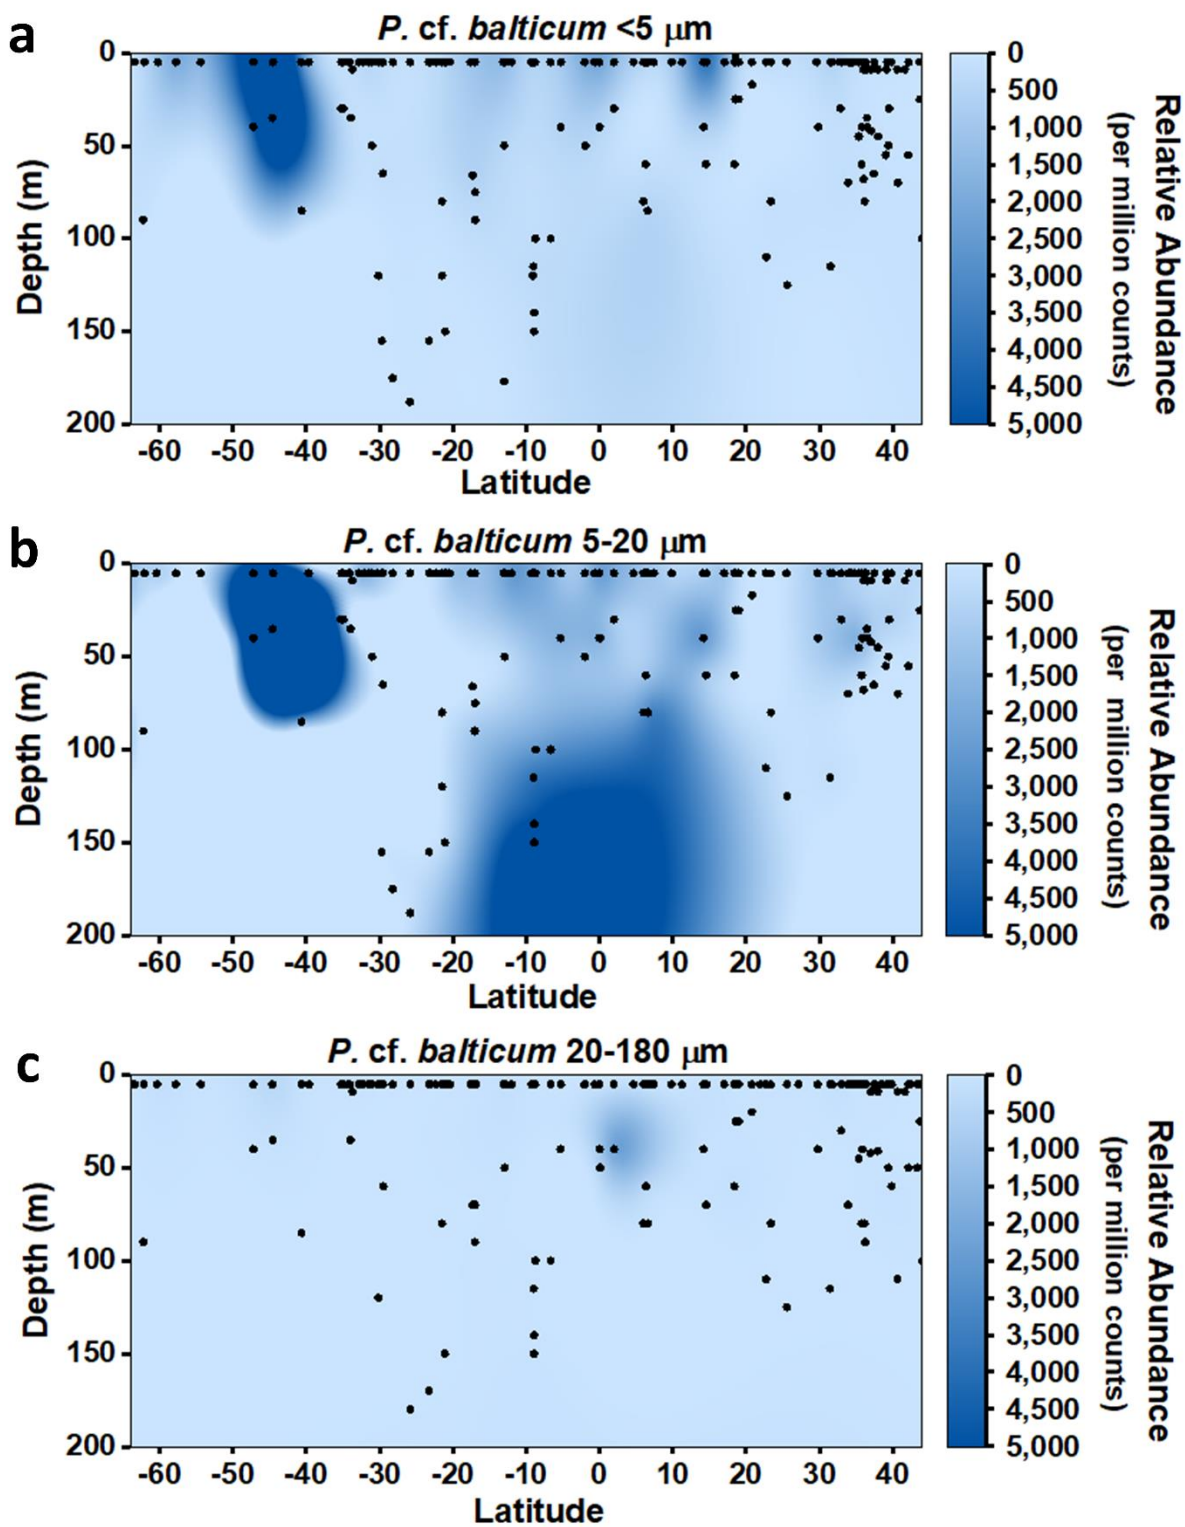 a
P. cf. balticum <5 μm
0
50
100
150
200
Depth (m)
-60 -50 -40 -30 -20 -10 0 10 20 30 40
Latitude
0
500
1,000
1,500
2,000
2,500
3,000
3,500
4,000
4,500
5,000
Relative Abundance
(per million counts)
b
P. cf. balticum 5-20 μm
0
50
100
150
200
Depth (m)
-60 -50 -40 -30 -20 -10 0 10 20 30 40
Latitude
0
500
1,000
1,500
2,000
2,500
3,000
3,500
4,000
4,500
5,000
Relative Abundance
(per million counts)
c
P. cf. balticum 20-180 μm
0
50
100
150
200
Depth (m)
-60 -50 -40 -30 -20 -10 0 10 20 30 40
Latitude
0
500
1,000
1,500
2,000
2,500
3,000
3,500
4,000
4,500
5,000
Relative Abundance
(per million counts)